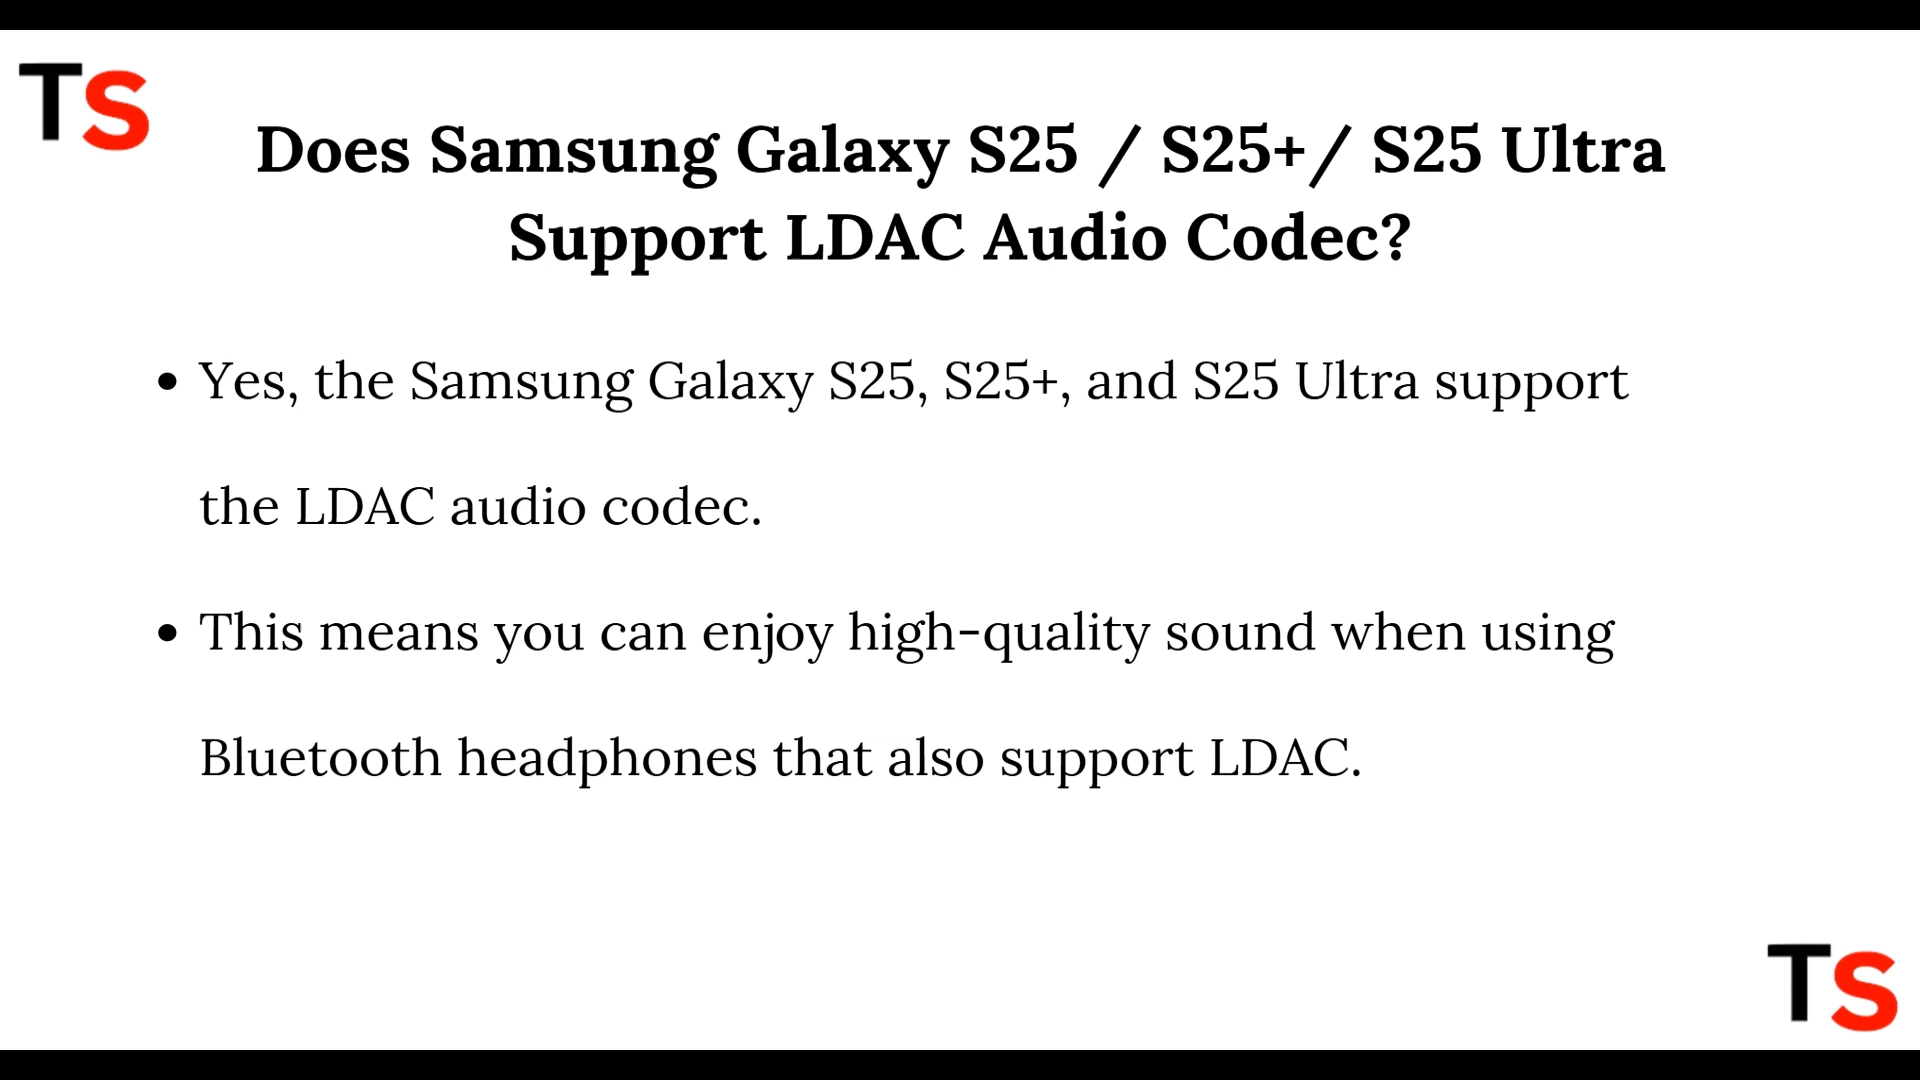 TS
Does Samsung Galaxy S25 / S25+/ S25 Ultra
Support LDAC Audio Codec?
• Yes, the Samsung Galaxy S25, S25+, and S25 Ultra support
the LDAC audio codec.
• This means you can enjoy high-quality sound when using
Bluetooth headphones that also support LDAC.
TS